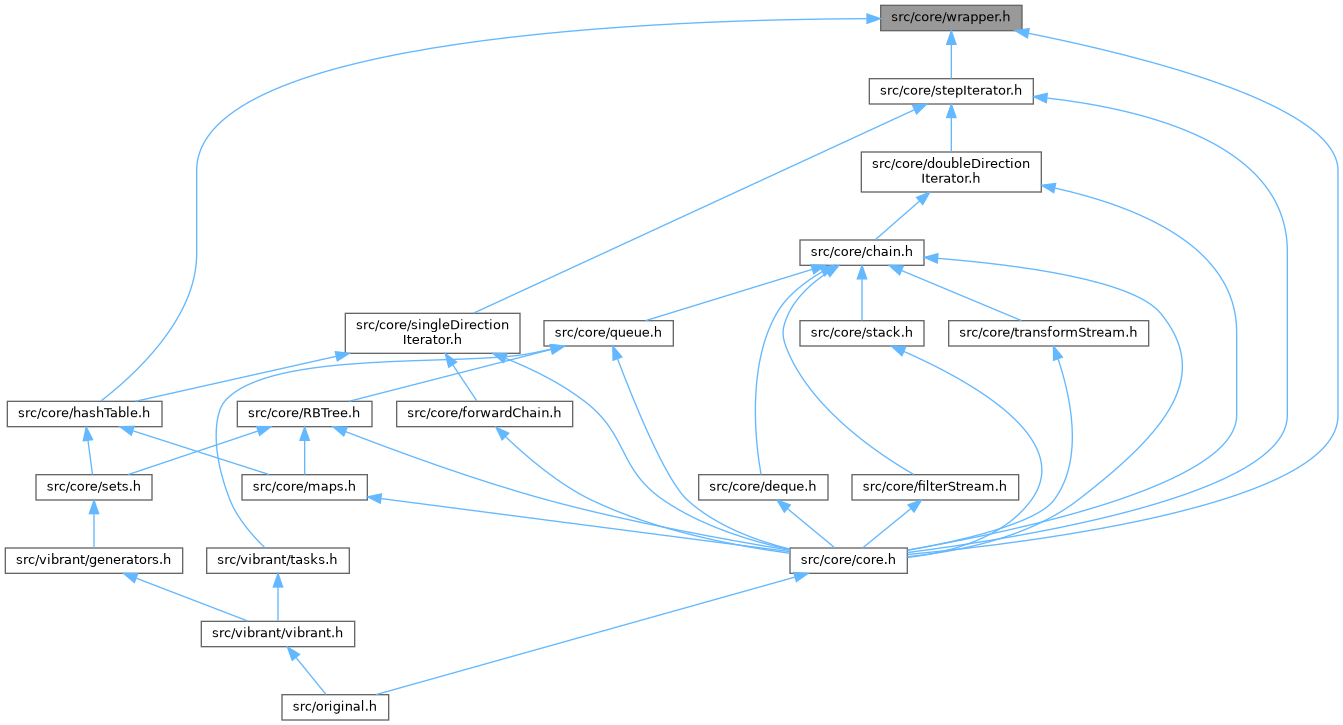 src/core/wrapper.h
src/core/stepIterator.h
src/core/doubleDirection
Iterator.h
src/core/chain.h
src/core/singleDirection
Iterator.h
src/core/queue.h
src/core/stack.h
src/core/transformStream.h
src/core/hashTable.h
src/core/RBTree.h
src/core/forwardChain.h
src/core/sets.h
src/core/maps.h
src/core/deque.h
src/core/filterStream.h
src/vibrant/generators.h
src/vibrant/tasks.h
src/core/core.h
src/vibrant/vibrant.h
src/original.h